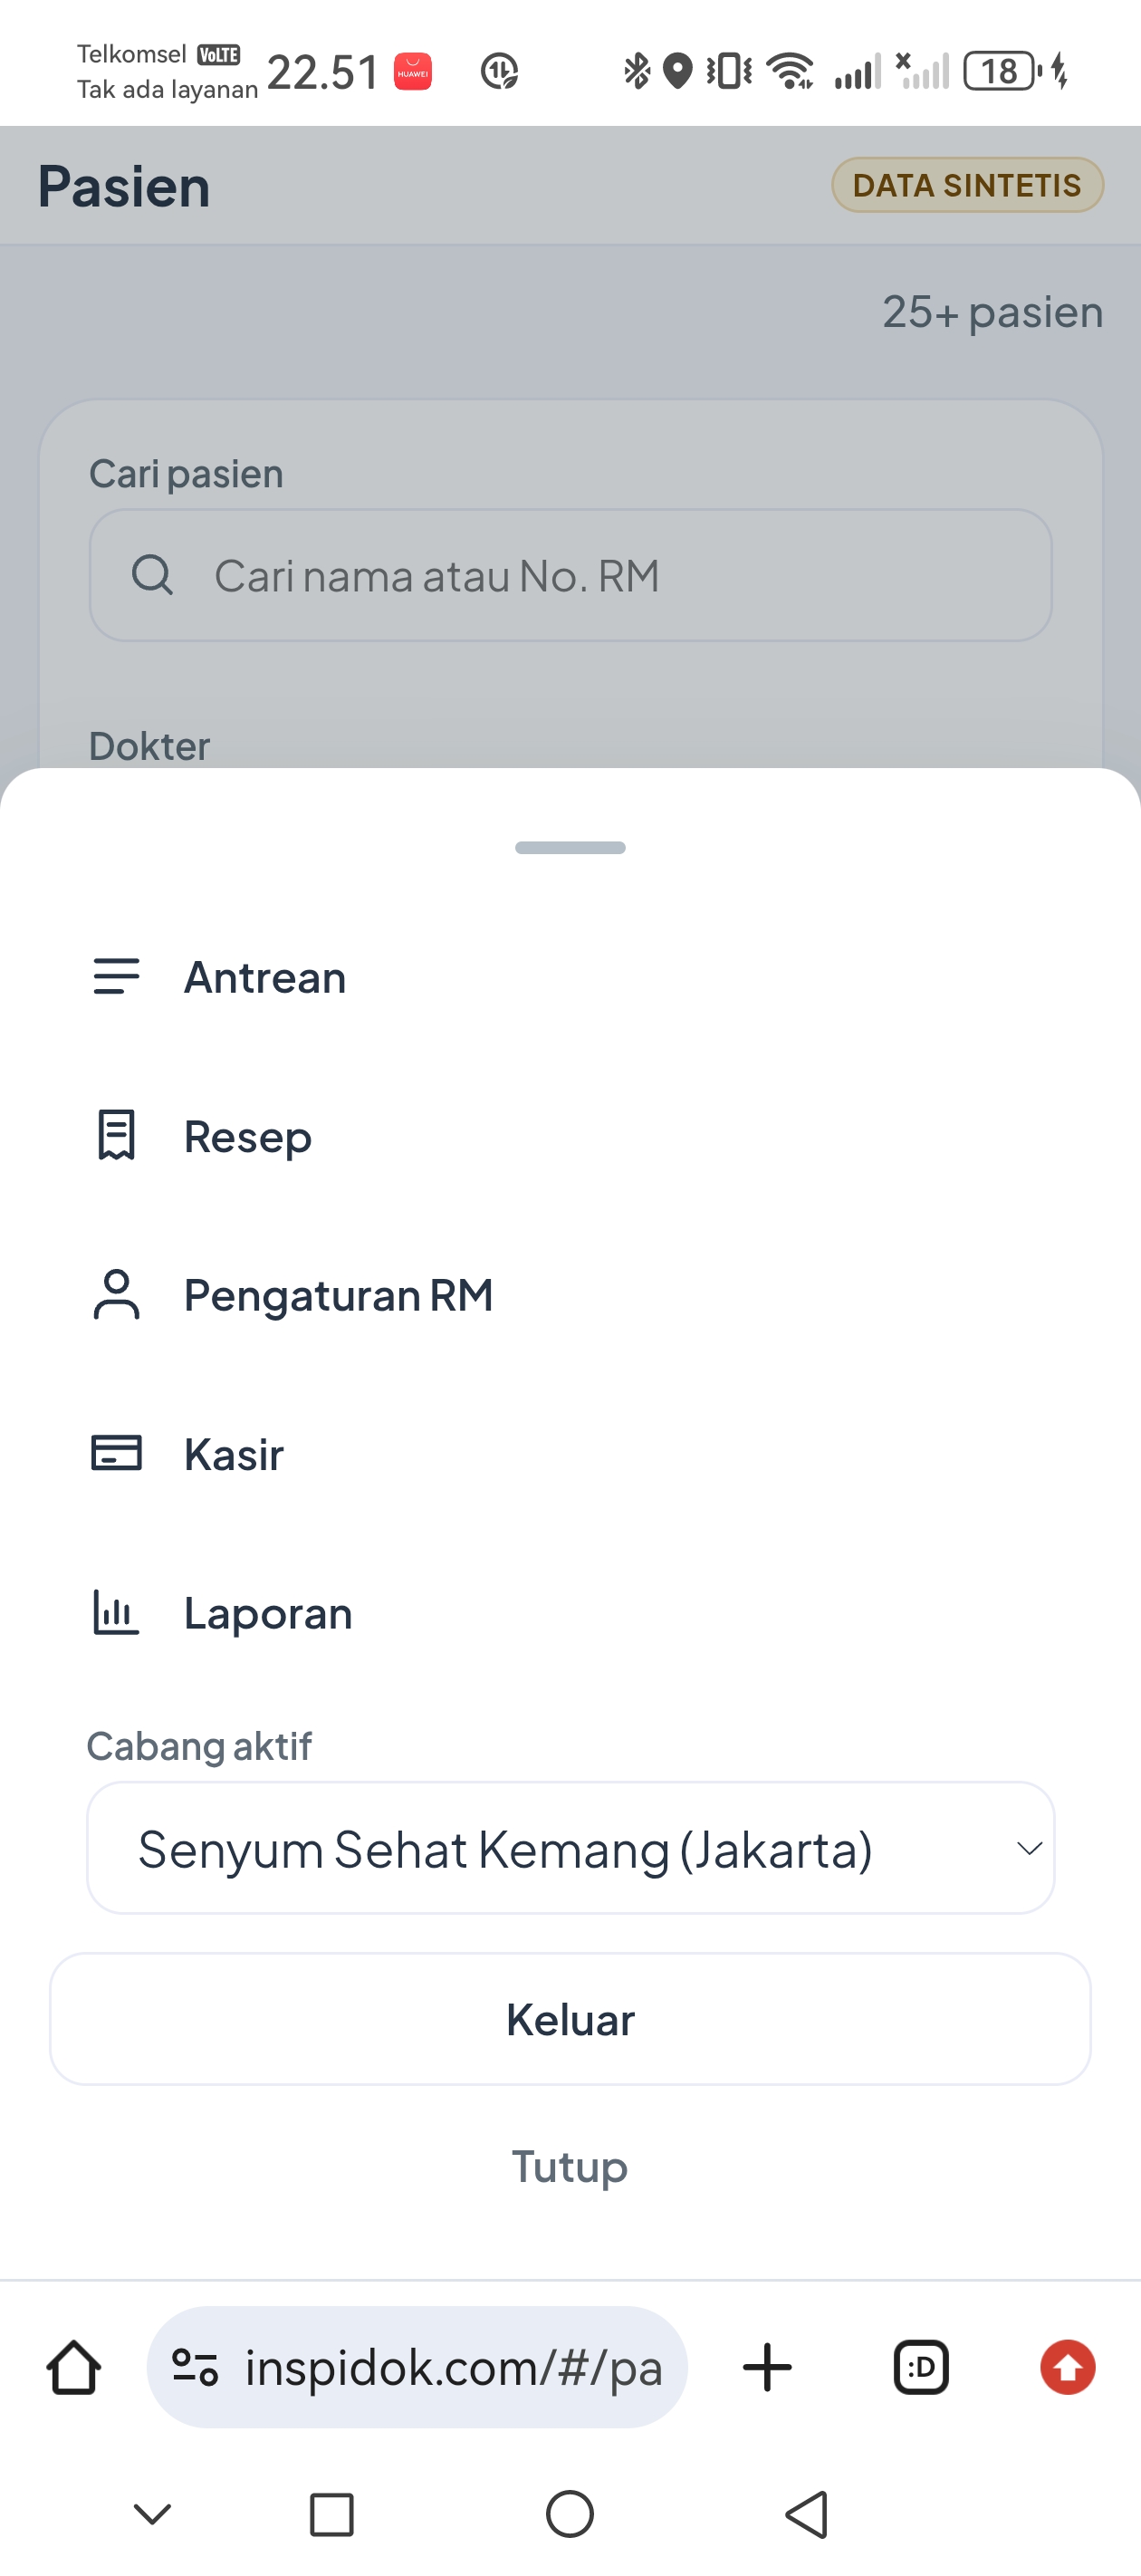 Telkomsel VoLTE
Tak ada layanan
22.51
HUAWEI
18
Pasien
DATA SINTETIS
25+ pasien
Cari pasien
Cari nama atau No. RM
Dokter
Antrean
Resep
Pengaturan RM
Kasir
Laporan
Cabang aktif
Senyum Sehat Kemang (Jakarta)
Keluar
Tutup
inspidok.com/#/pa
:D